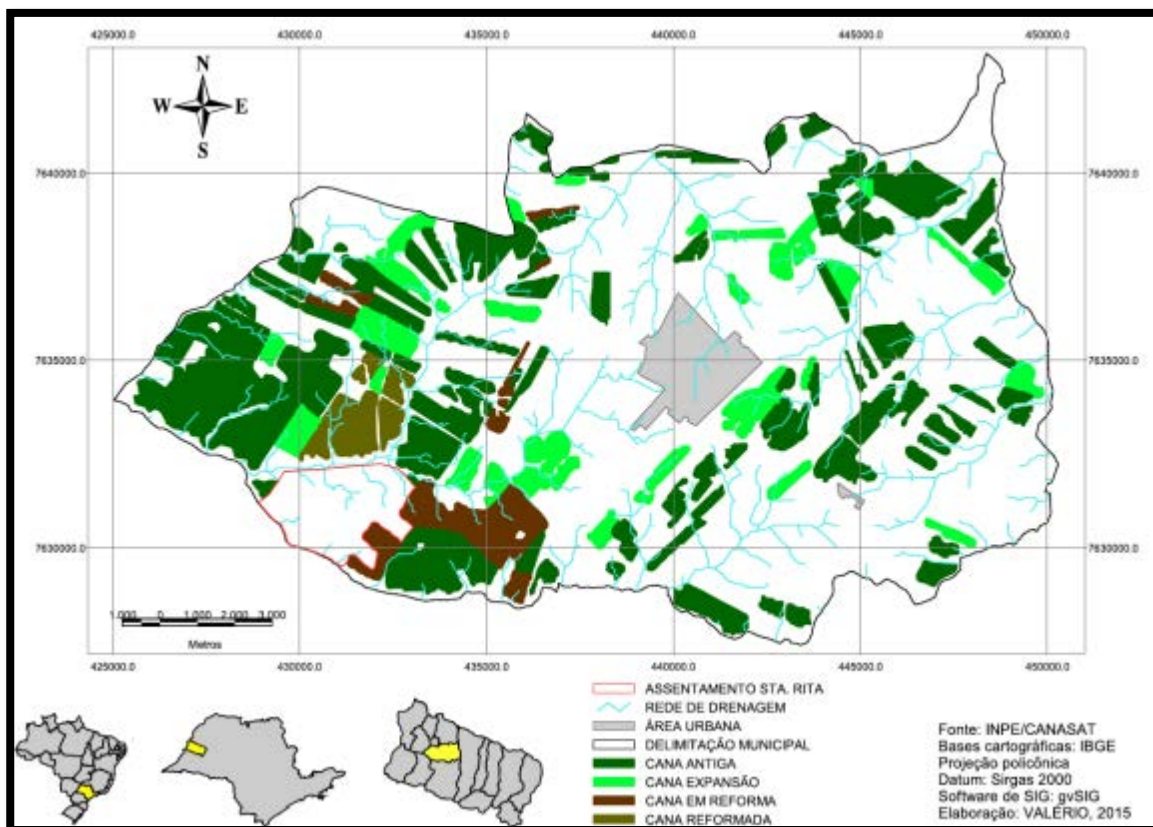 425000.0 430000.0 435000.0 440000.0 445000.0 450000.0
N
W E
S
7640000.0 7640000.0
7635000.0 7635000.0
7630000.0 7630000.0
1.000 0 1.000 2.000 3.000
Metros
425000.0 430000.0 435000.0 440000.0 445000.0 450000.0
ASSENTAMENTO STA. RITA
REDE DE DRENAGEM
ÁREA URBANA
DELIMITAÇÃO MUNICIPAL
CANA ANTIGA
CANA EXPANSÃO
CANA EM REFORMA
CANA REFORMADA
Fonte: INPE/CANASAT
Bases cartográficas: IBGE
Projeção policônica
Datum: Sirgas 2000
Software de SIG: gvSIG
Elaboração: VALÉRIO, 2015